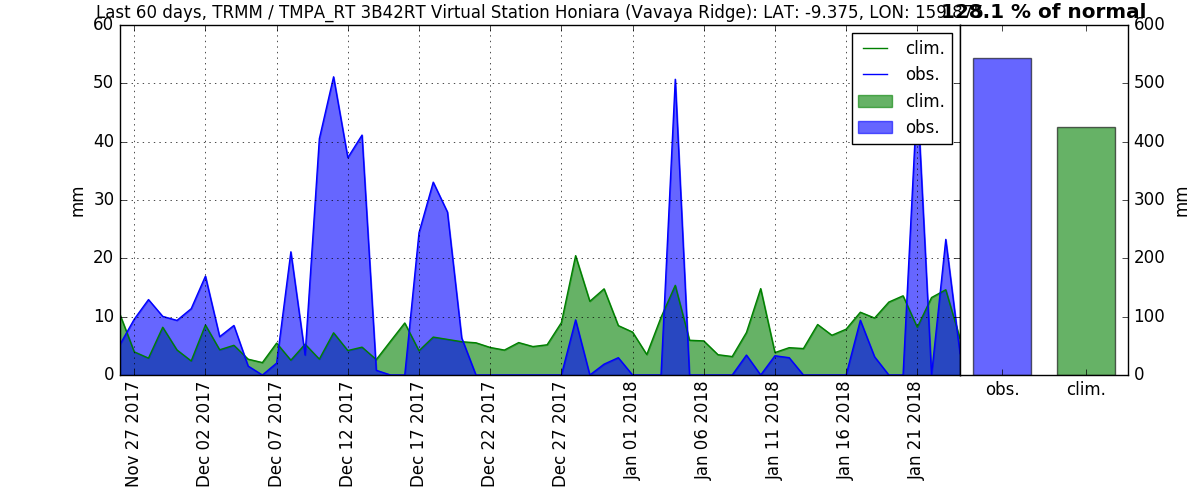 Last 60 days, TRMM / TMPA_RT 3B42RT Virtual Station Honiara (Vavaya Ridge): LAT: -9.375, LON:
128.1 % of normal
60
50
40
30
20
10
0
mm
clim.
obs.
clim.
obs.
600
500
400
300
200
100
0
mm
Nov 27 2017
Dec 02 2017
Dec 07 2017
Dec 12 2017
Dec 17 2017
Dec 22 2017
Dec 27 2017
Jan 01 2018
Jan 06 2018
Jan 11 2018
Jan 16 2018
Jan 21 2018
obs.
clim.